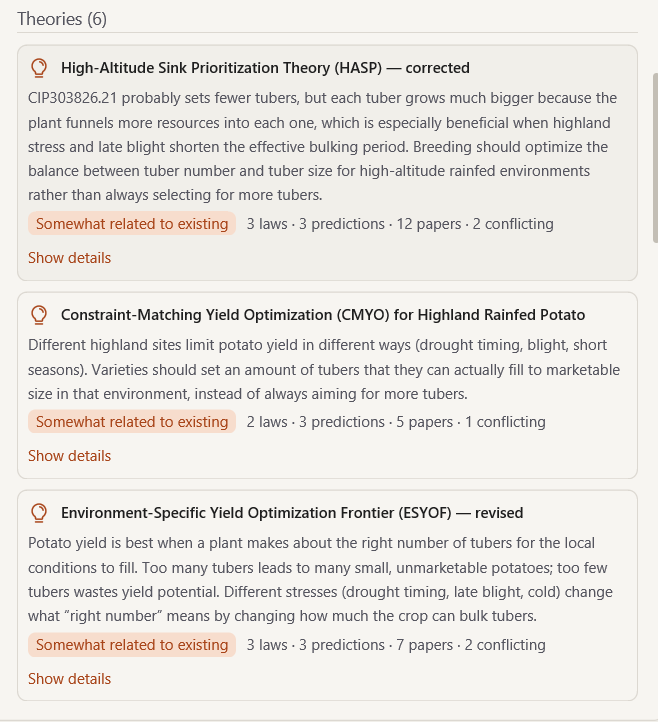 Theories (6)
High-Altitude Sink Prioritization Theory (HASP) — corrected
CIP303826.21 probably sets fewer tubers, but each tuber grows much bigger because the
plant funnels more resources into each one, which is especially beneficial when highland
stress and late blight shorten the effective bulking period. Breeding should optimize the
balance between tuber number and tuber size for high-altitude rainfed environments
rather than always selecting for more tubers.
Somewhat related to existing 3 laws · 3 predictions · 12 papers · 2 conflicting
Show details
Constraint-Matching Yield Optimization (CMYO) for Highland Rainfed Potato
Different highland sites limit potato yield in different ways (drought timing, blight, short
seasons). Varieties should set an amount of tubers that they can actually fill to marketable
size in that environment, instead of always aiming for more tubers.
Somewhat related to existing 2 laws · 3 predictions · 5 papers · 1 conflicting
Show details
Environment-Specific Yield Optimization Frontier (ESYOF) — revised
Potato yield is best when a plant makes about the right number of tubers for the local
conditions to fill. Too many tubers leads to many small, unmarketable potatoes; too few
tubers wastes yield potential. Different stresses (drought timing, late blight, cold) change
what “right number” means by changing how much the crop can bulk tubers.
Somewhat related to existing 3 laws · 3 predictions · 7 papers · 2 conflicting
Show details